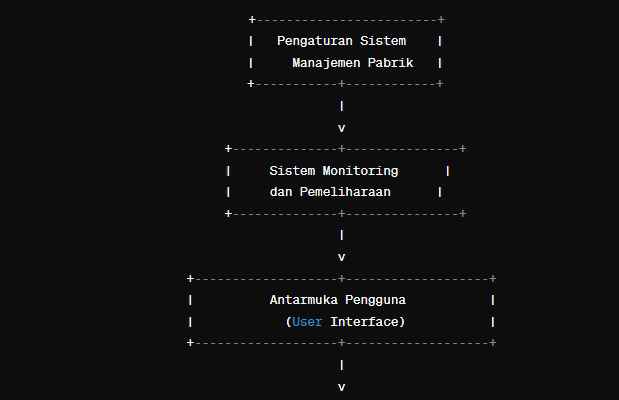 +------------------------+
|   Pengaturan Sistem    |
|     Manajemen Pabrik   |
+-----------+------------+
|
v
+--------------+---------------+
|     Sistem Monitoring      |
|     dan Pemeliharaan      |
+--------------+---------------+
|
v
+-------------------+-------------------+
|          Antarmuka Pengguna           |
|            (User Interface)           |
+-------------------+-------------------+
|
v